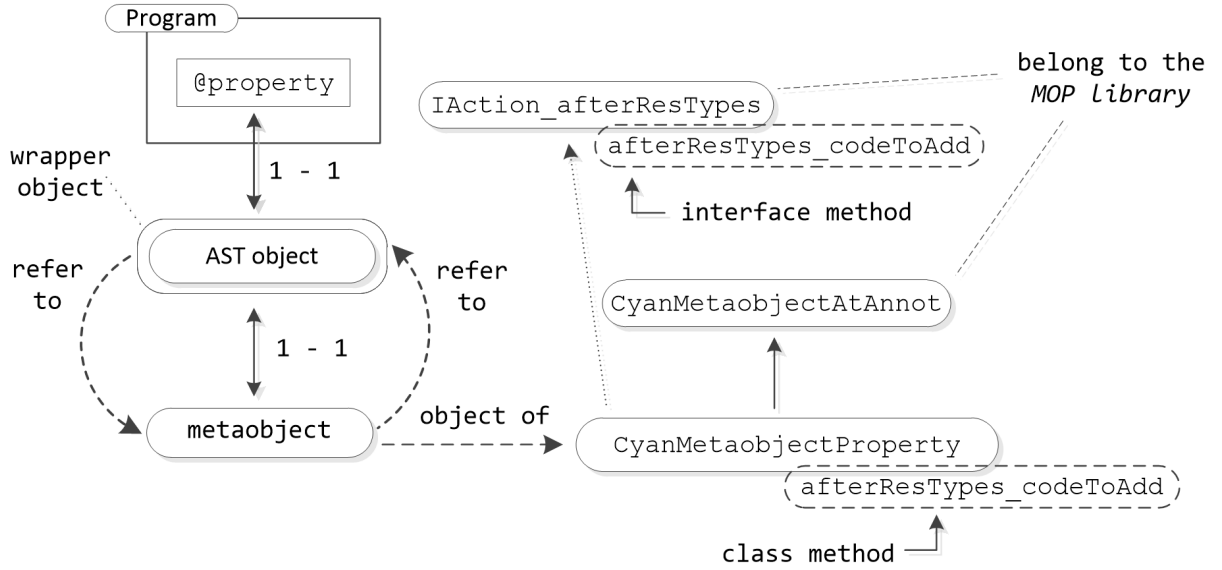 Program
@property
1 - 1
wrapper
object
AST object
refer
to
refer
to
1 - 1
metaobject
object of
IAction_afterResTypes
afterResTypes_codeToAdd
interface method
belong to the
MOP library
CyanMetaobjectAtAnnot
CyanMetaobjectProperty
afterResTypes_codeToAdd
class method